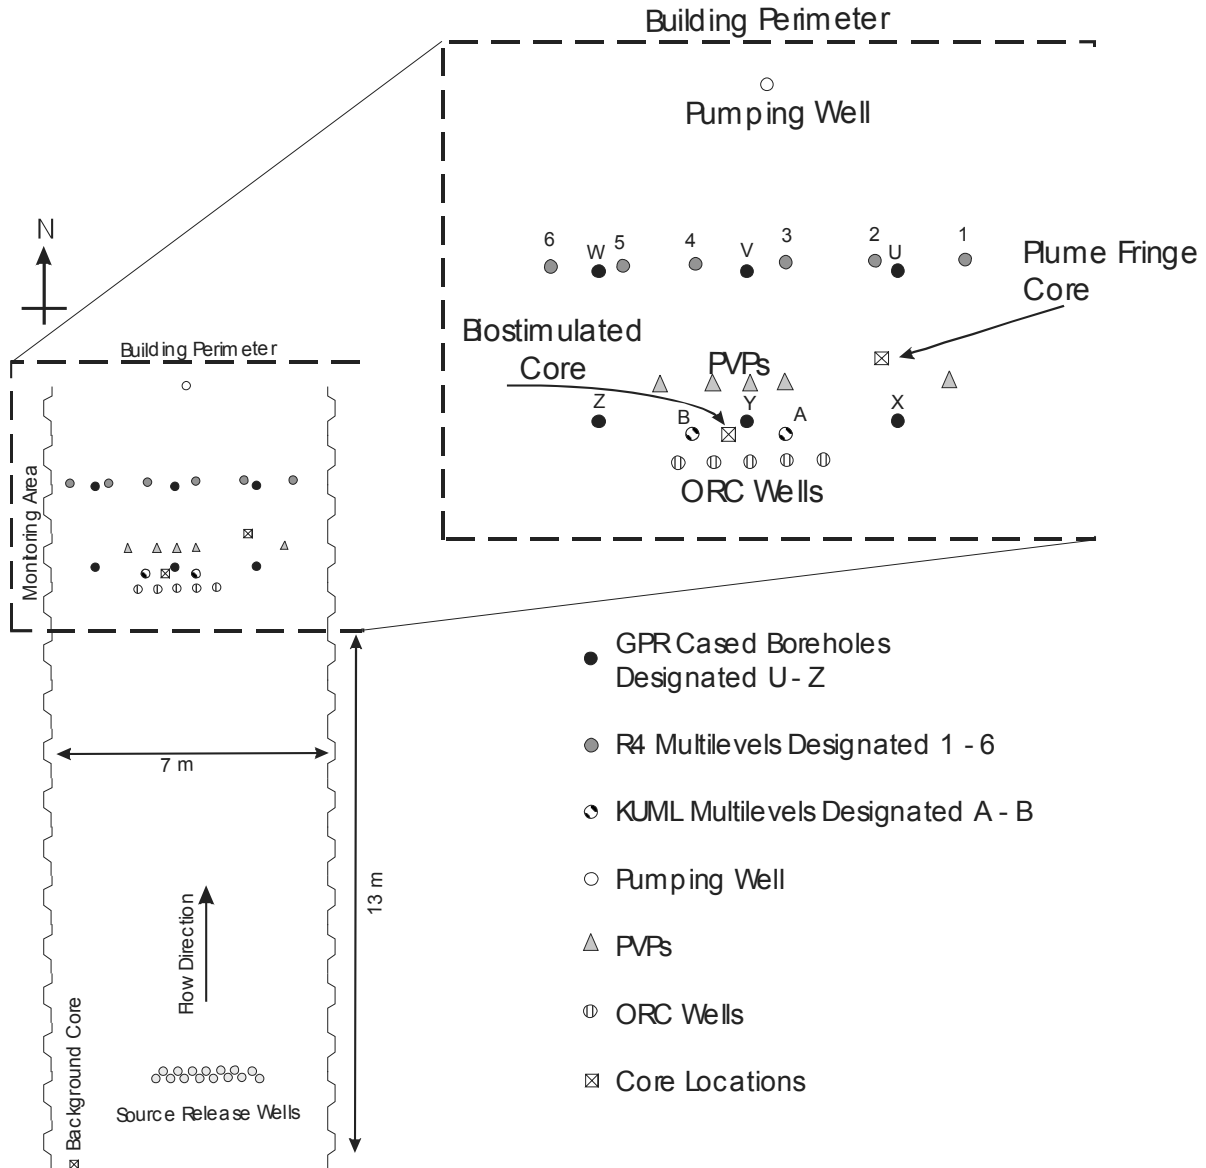 Building Perimeter
Pumping Well
N
6
W
5
4
V
3
2
U
1
Plume Fringe
Core
Biostimulated
Core
PVPs
Z
B
Y
A
X
ORC Wells
Building Perimeter
Monitoring Area
GPR Cased Boreholes
Designated U - Z
R4 Multilevels Designated 1 - 6
KUML Multilevels Designated A - B
Pumping Well
PVPs
ORC Wells
Core Locations
7 m
13 m
Flow Direction
Background Core
Source Release Wells